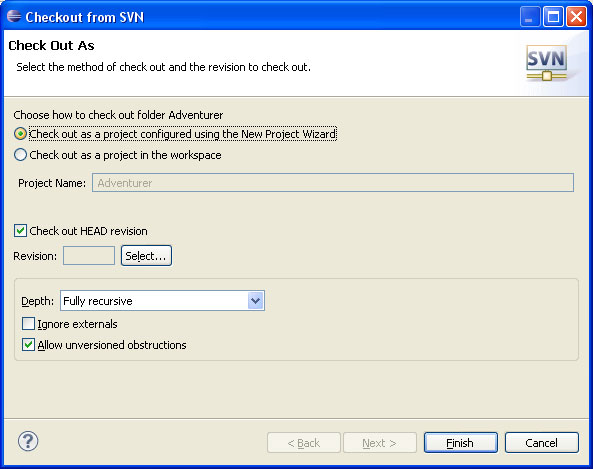 Checkout from SVN
Check Out As
Select the method of check out and the revision to check out.
SVN
Choose how to check out folder Adventurer
Check out as a project configured using the New Project Wizard
Check out as a project in the workspace
Project Name: Adventurer
Check out HEAD revision
Revision: Select...
Depth: Fully recursive
Ignore externals
Allow unversioned obstructions
? < Back Next > Finish Cancel